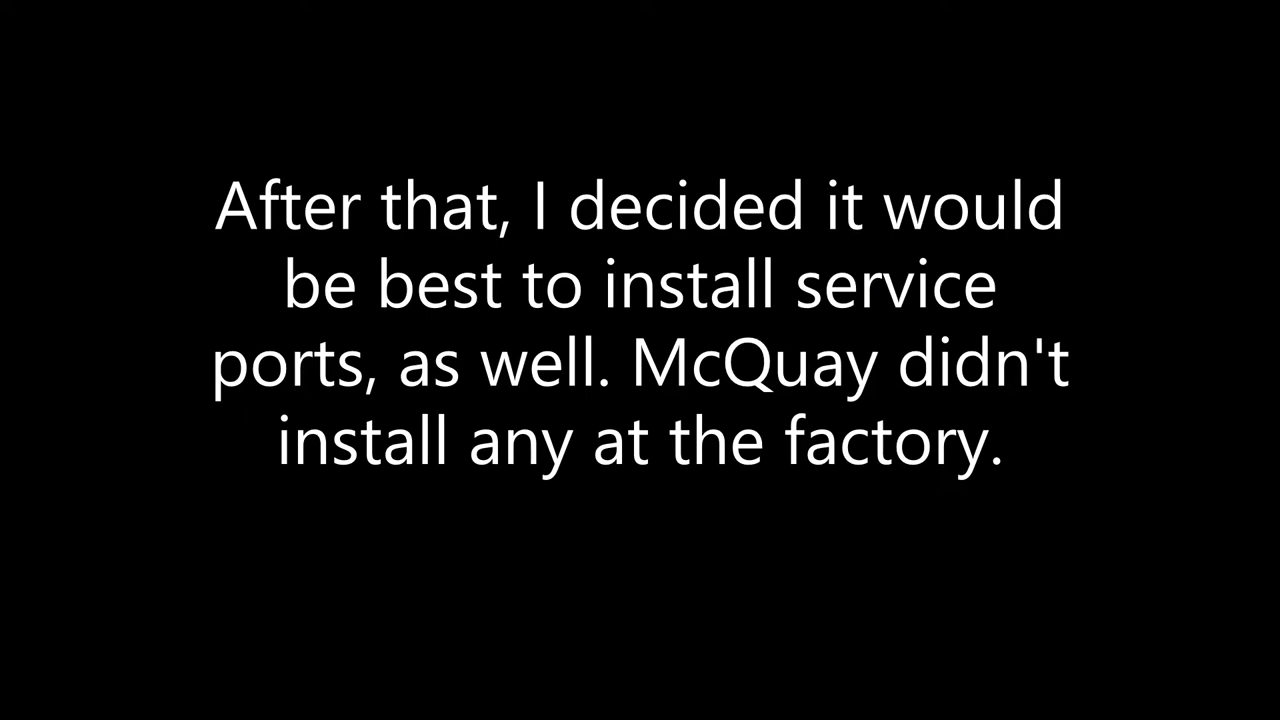 After that, I decided it would
be best to install service
ports, as well. McQuay didn't
install any at the factory.